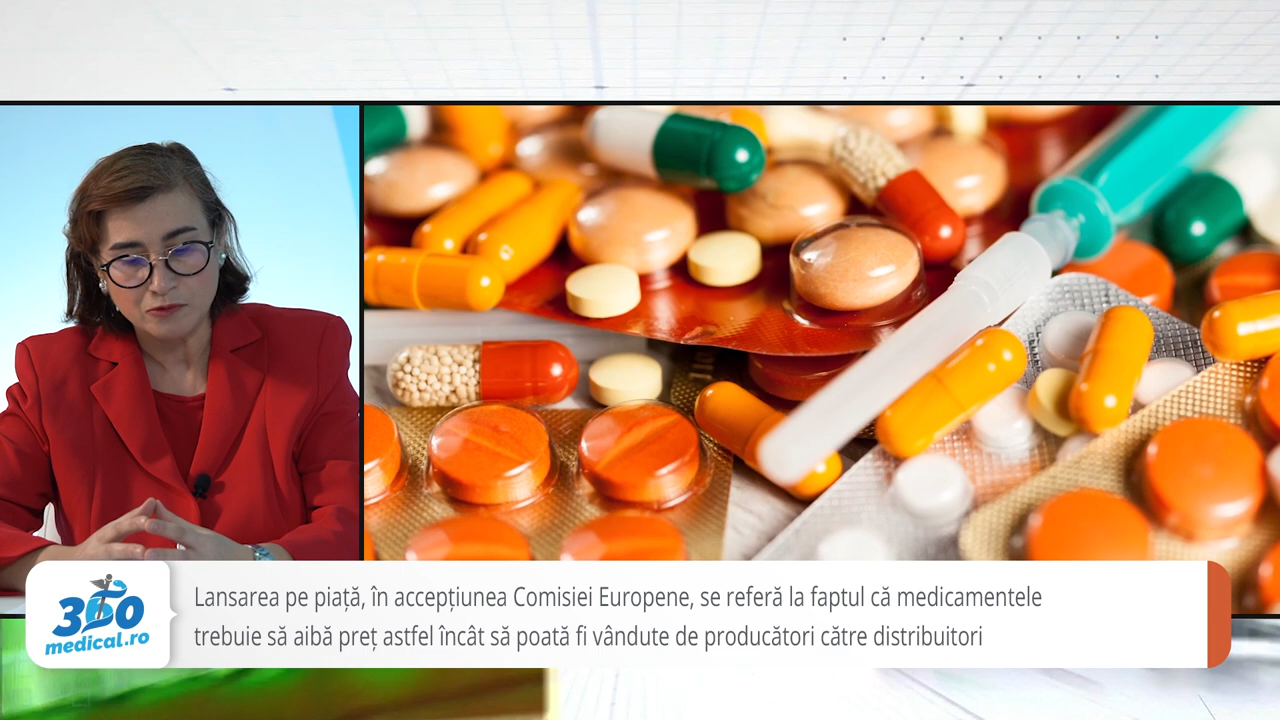 360
medical.ro
Lansarea pe piață, în accepțiunea Comisiei Europene, se referă la faptul că medicamentele
trebuie să aibă preț astfel încât să poată fi vândute de producători către distribuitori